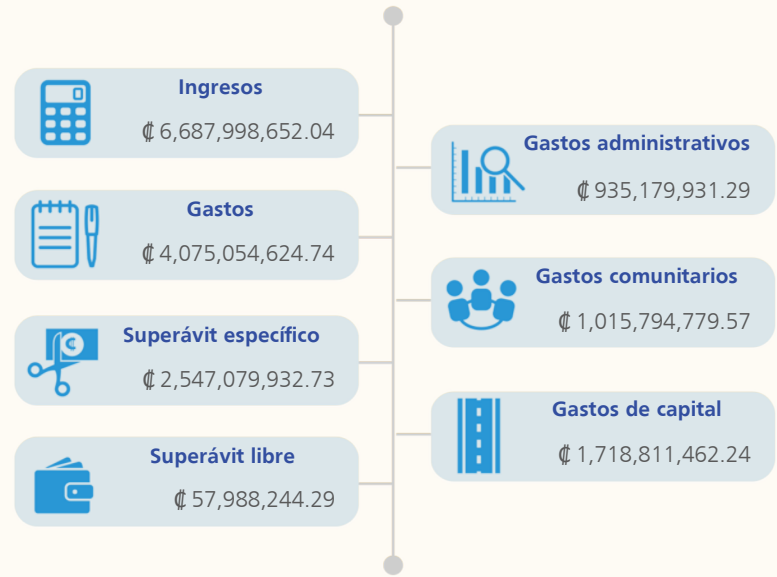 Ingresos
₡ 6,687,998,652.04
Gastos
₡ 4,075,054,624.74
Superávit específico
₡ 2,547,079,932.73
Superávit libre
₡ 57,988,244.29
Gastos administrativos
₡ 935,179,931.29
Gastos comunitarios
₡ 1,015,794,779.57
Gastos de capital
₡ 1,718,811,462.24